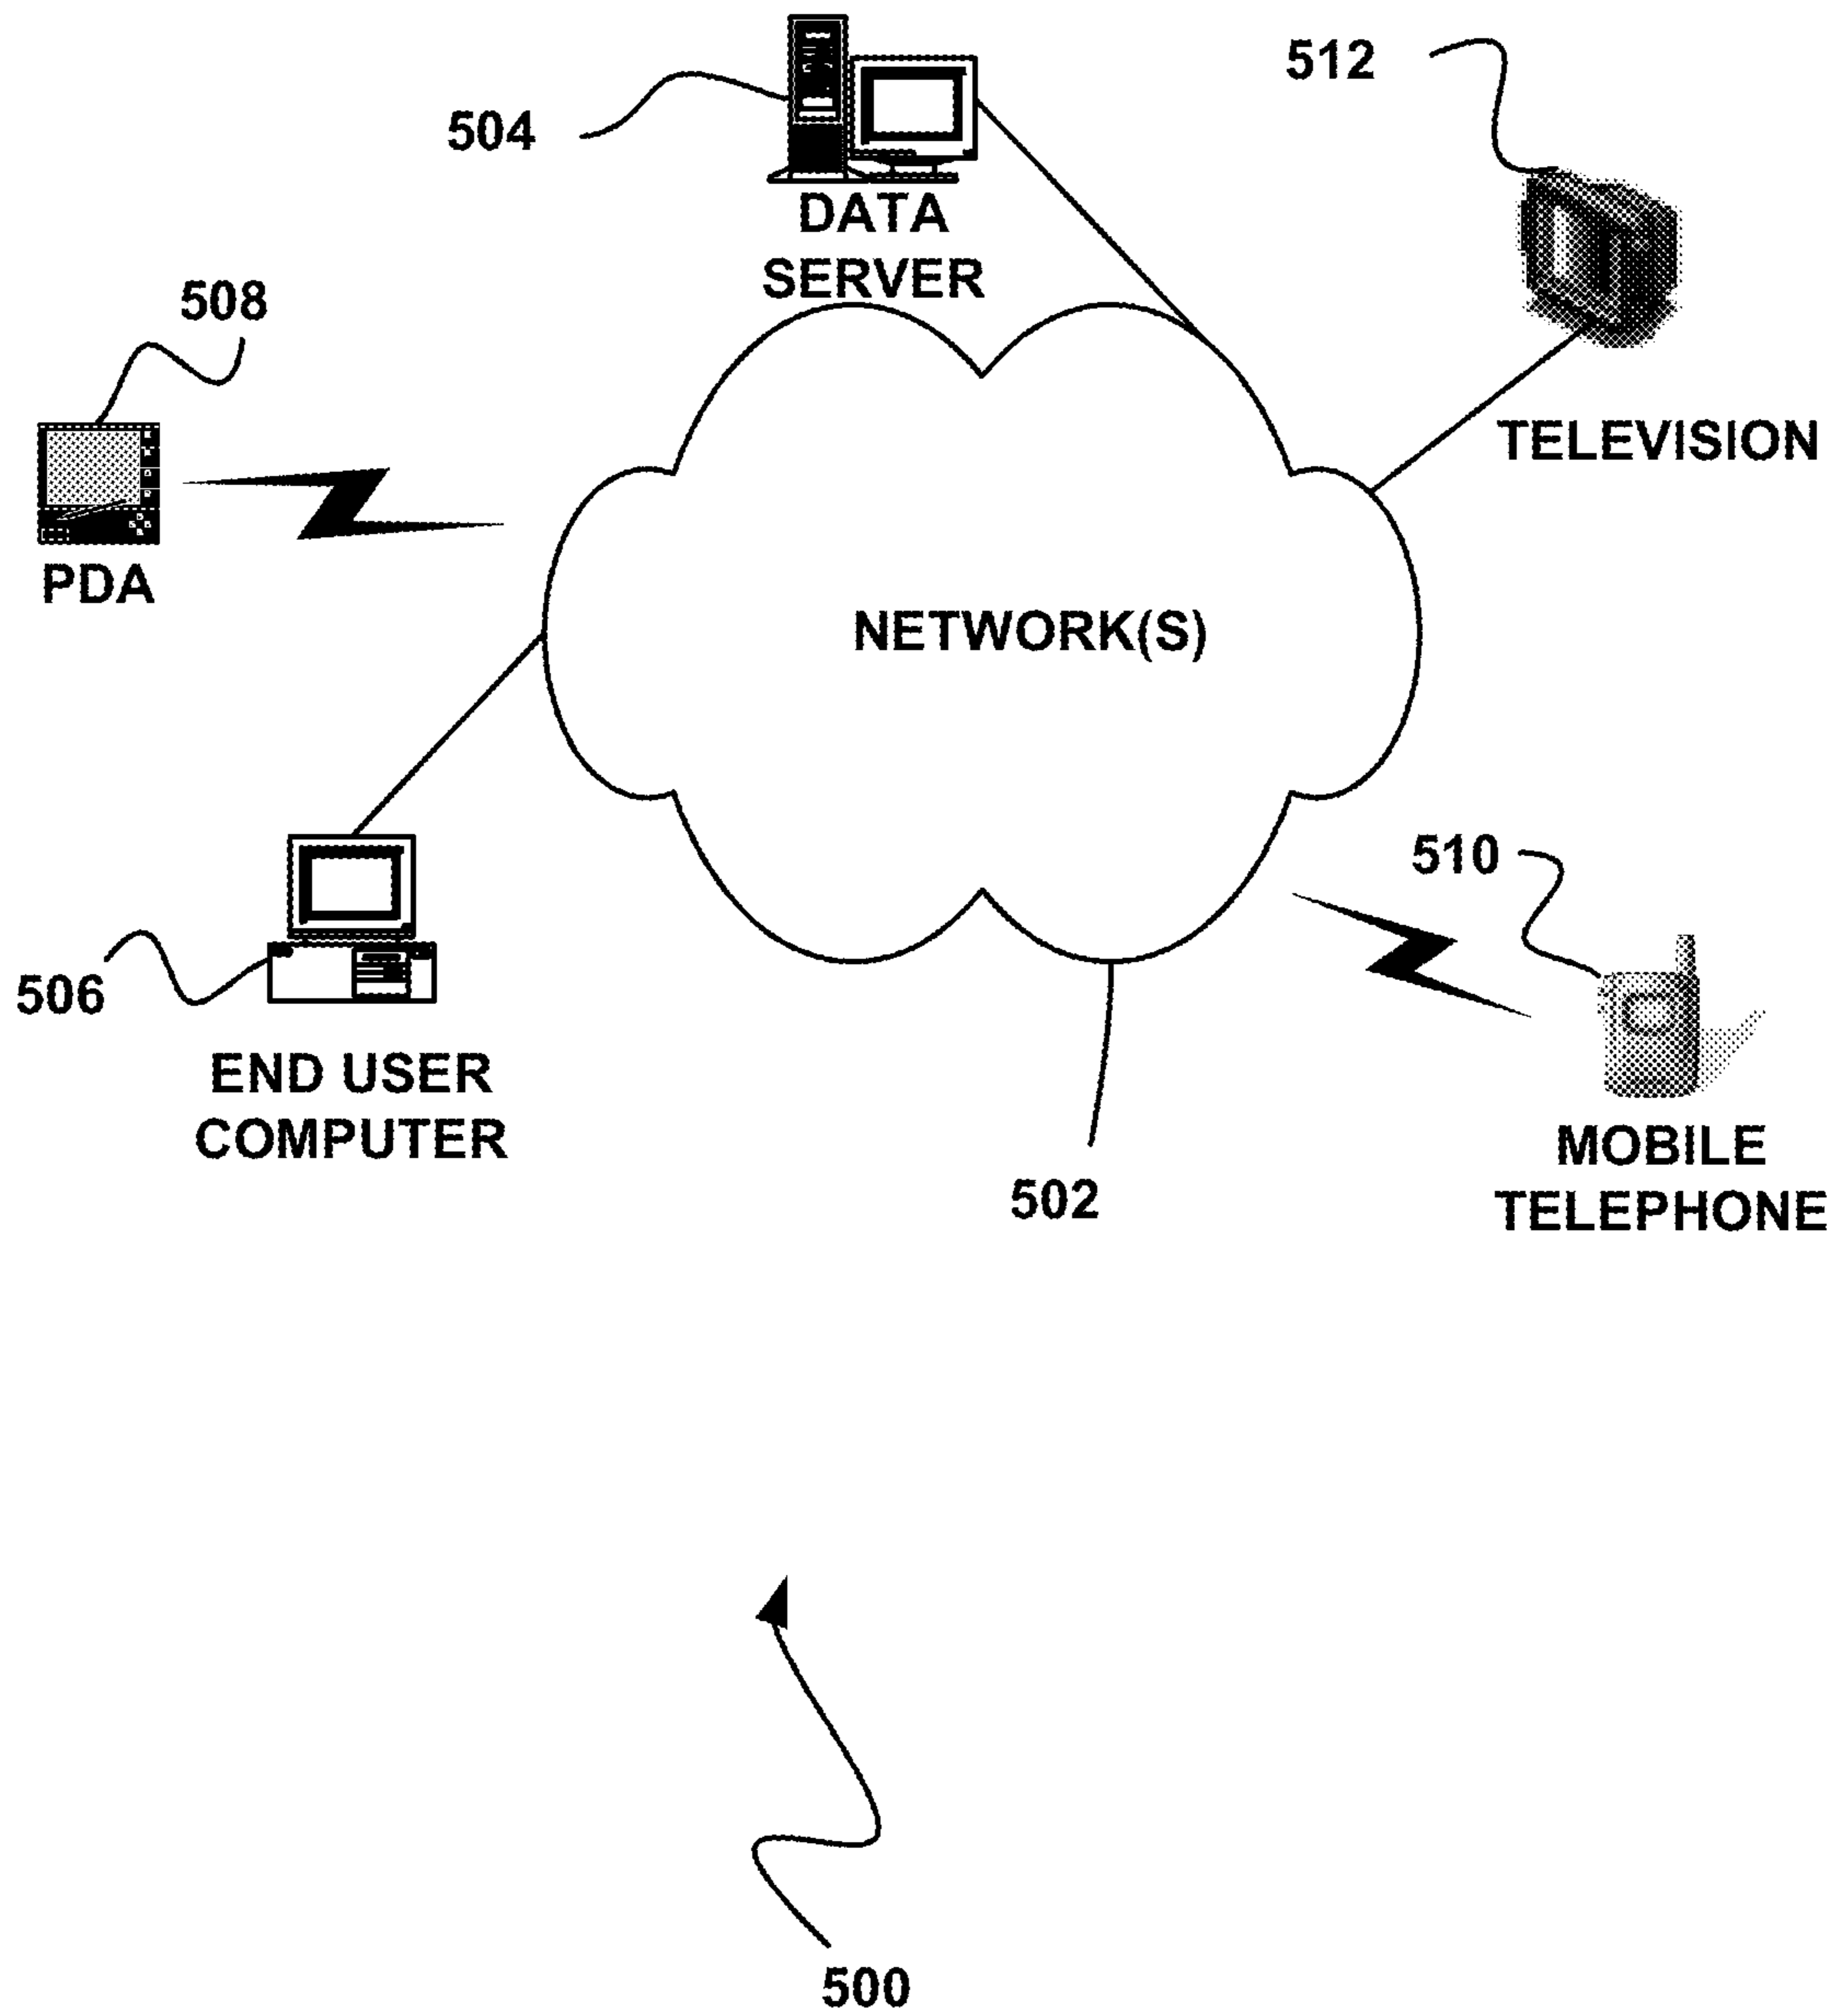 512
504
DATA
SERVER
508
TELEVISION
PDA
NETWORK(S)
510
506
END USER
COMPUTER
MOBILE
TELEPHONE
502
500